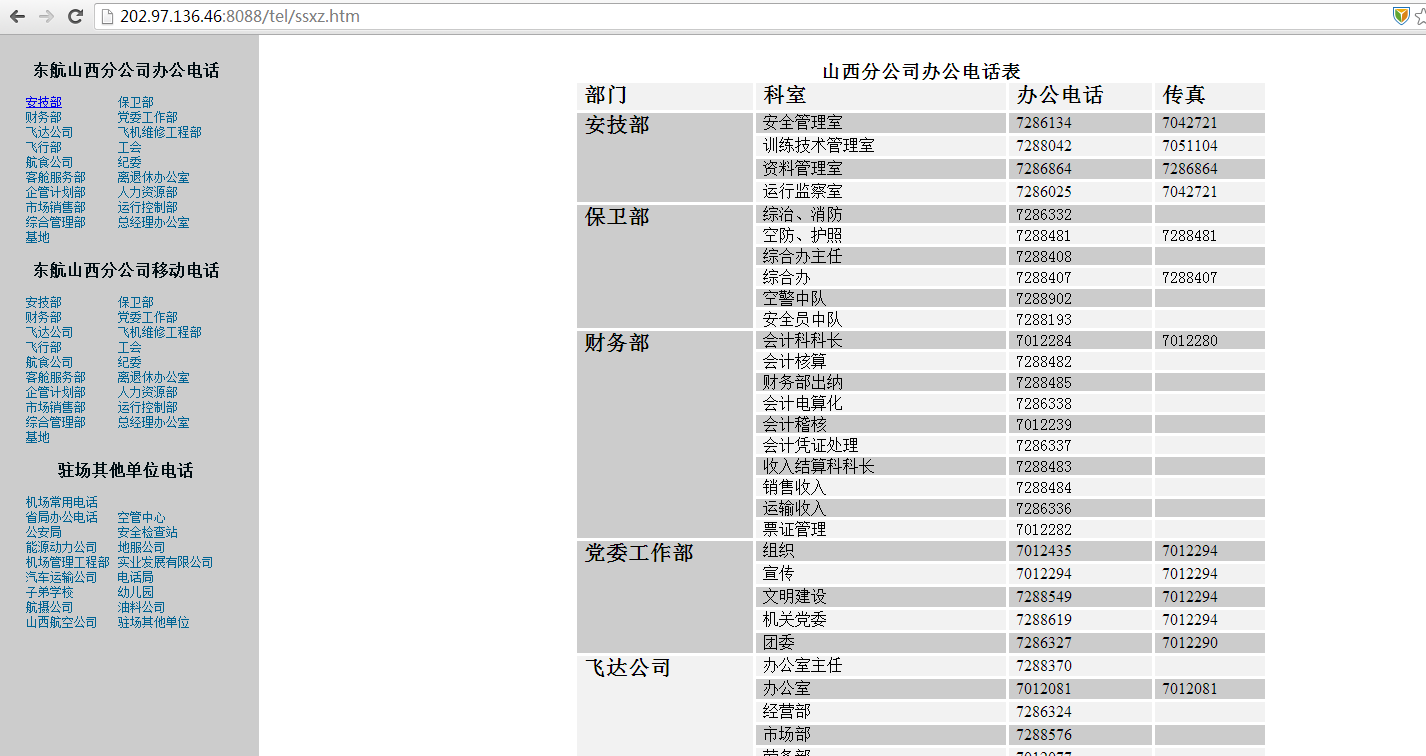 202.97.136.46:8088/tel/ssxz.htm
东航山西分公司办公电话
安技部 保卫部
财务部 党委工作部
飞达公司 飞机维修工程部
飞行部 工会
航食公司 纪委
客舱服务部 离退休办公室
企管计划部 人力资源部
市场销售部 运行控制部
综合管理部 总经理办公室
基地
东航山西分公司移动电话
安技部 保卫部
财务部 党委工作部
飞达公司 飞机维修工程部
飞行部 工会
航食公司 纪委
客舱服务部 离退休办公室
企管计划部 人力资源部
市场销售部 运行控制部
综合管理部 总经理办公室
基地
驻场其他单位电话
机场常用电话
省局办公电话 空管中心
公安局 安全检查站
能源动力公司 地服公司
机场管理工程部 实业发展有限公司
汽车运输公司 电话局
子弟学校 幼儿园
航摄公司 油料公司
山西航空公司 驻场其他单位
山西分公司办公电话表
部门 科室 办公电话 传真
安技部 安全管理室 7286134 7042721
训练技术管理室 7288042 7051104
资料管理室 7286864 7286864
运行监察室 7286025 7042721
保卫部 综治、消防 7286332
空防、护照 7288481 7288481
综合办主任 7288408
综合办 7288407 7288407
空警中队 7288902
安全员中队 7288193
财务部 会计科科长 7012284 7012280
会计核算 7288482
财务部出纳 7288485
会计电算化 7286338
会计稽核 7012239
会计凭证处理 7286337
收入结算科科长 7288483
销售收入 7288484
运输收入 7286336
票证管理 7012282
党委工作部 组织 7012435 7012294
宣传 7012294 7012294
文明建设 7288549 7012294
机关党委 7288619 7012294
团委 7286327 7012290
飞达公司 办公室主任 7288370
办公室 7012081 7012081
经营部 7286324
市场部 7288576